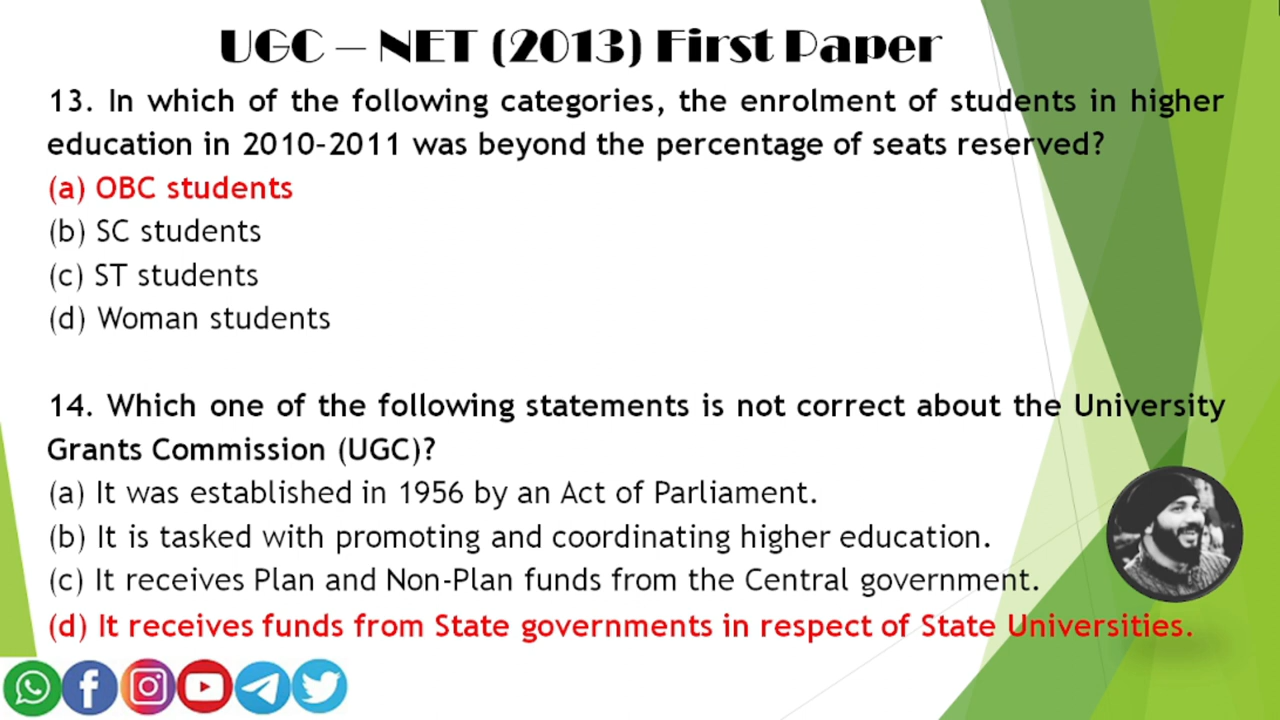 UGC – NET (2013) First Paper
13. In which of the following categories, the enrolment of students in higher
education in 2010-2011 was beyond the percentage of seats reserved?
(a) OBC students
(b) SC students
(c) ST students
(d) Woman students
14. Which one of the following statements is not correct about the University
Grants Commission (UGC)?
(a) It was established in 1956 by an Act of Parliament.
(b) It is tasked with promoting and coordinating higher education.
(c) It receives Plan and Non-Plan funds from the Central government.
(d) It receives funds from State governments in respect of State Universities.